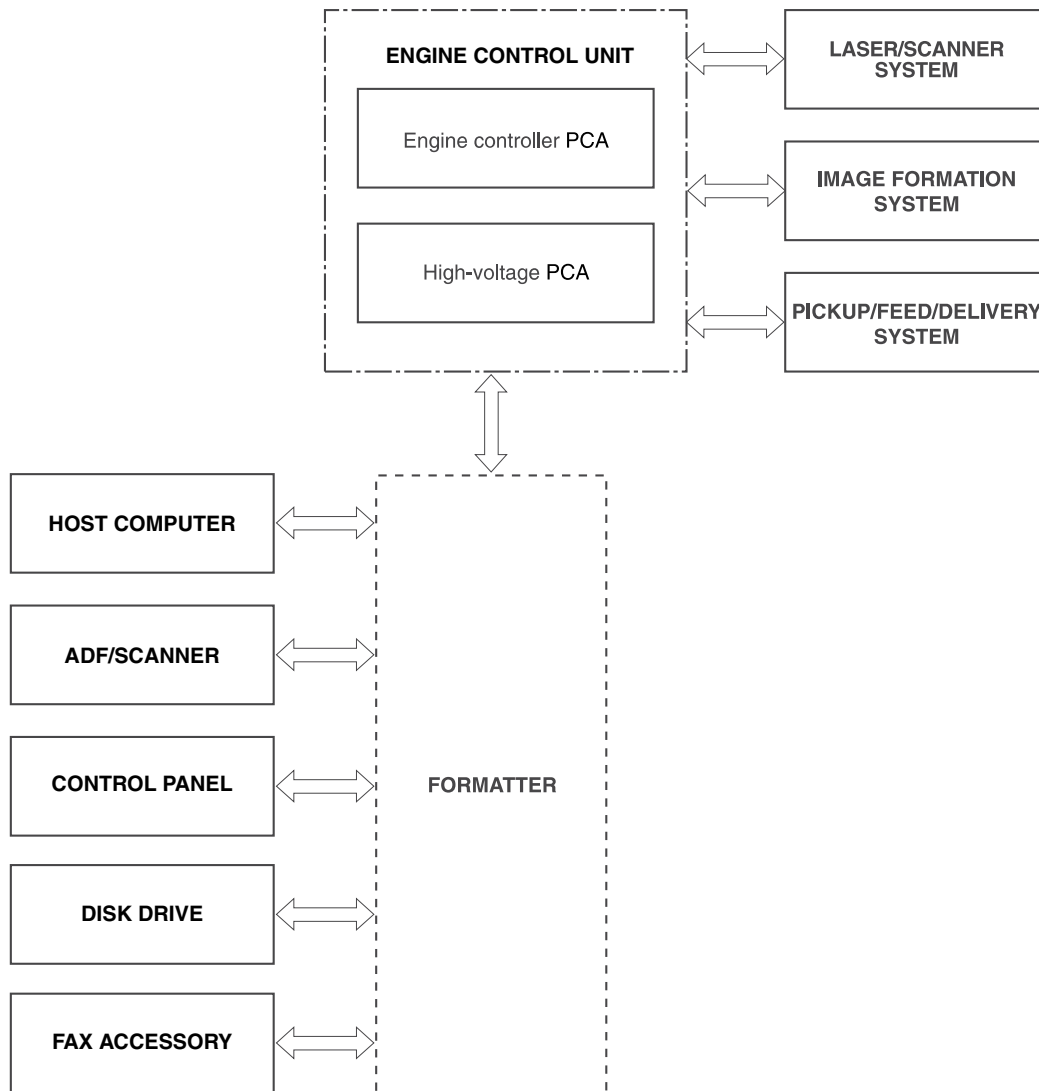 ENGINE CONTROL UNIT
Engine controller PCA
High-voltage PCA
LASER/SCANNER
SYSTEM
IMAGE FORMATION
SYSTEM
PICKUP/FEED/DELIVERY
SYSTEM
HOST COMPUTER
ADF/SCANNER
CONTROL PANEL
DISK DRIVE
FAX ACCESSORY
FORMATTER